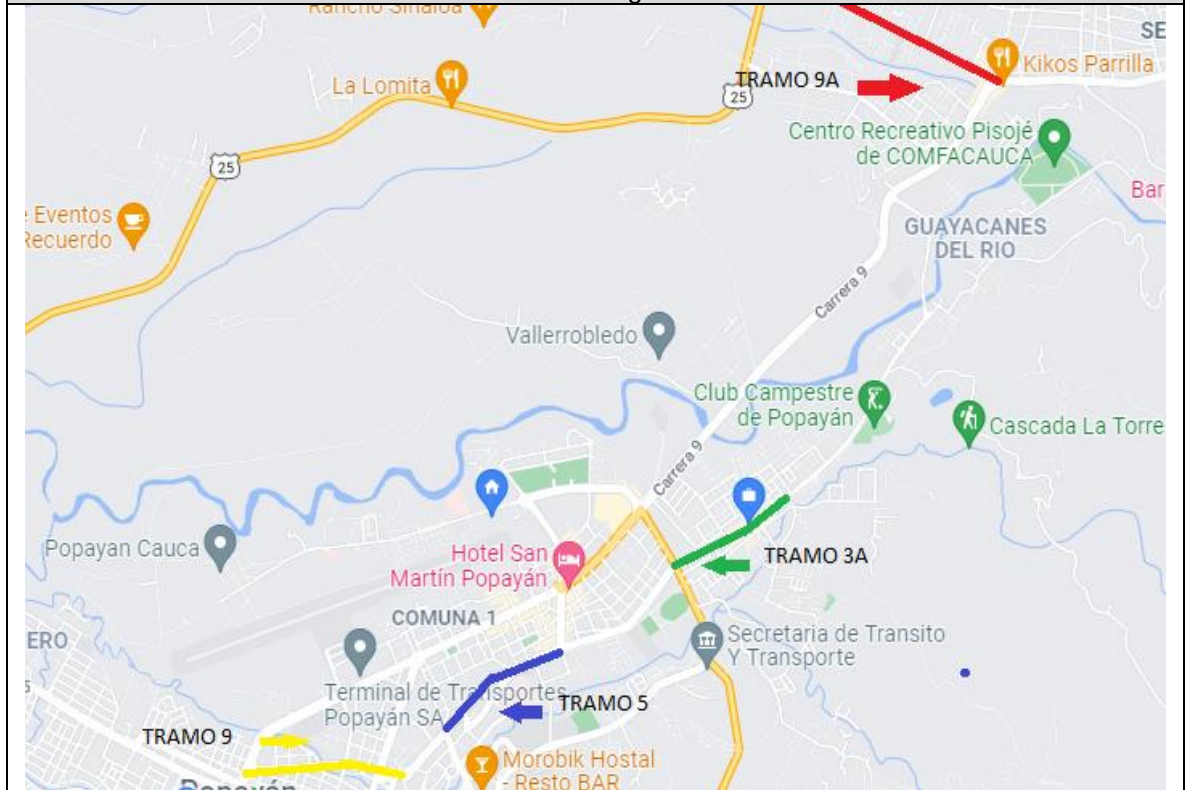 Rancho Sinaloa
SE
La Lomita
TRAMO 9A
Kikos Parrilla
25
Centro Recreativo Pisojé
de COMFACAUCA
25
Bar
Eventos
Recuerdo
GUAYACANES
DEL RIO
Carrera 9
Vallerrobledo
Club Campestre
de Popayán
Cascada La Torre
Carrera 9
Popayan Cauca
Hotel San
Martín Popayán
TRAMO 3A
COMUNA 1
ERO
Secretaria de Transito
Y Transporte
Terminal de Transportes
Popayán SA
TRAMO 5
TRAMO 9
Morobik Hostal
- Resto BAR
Popayán